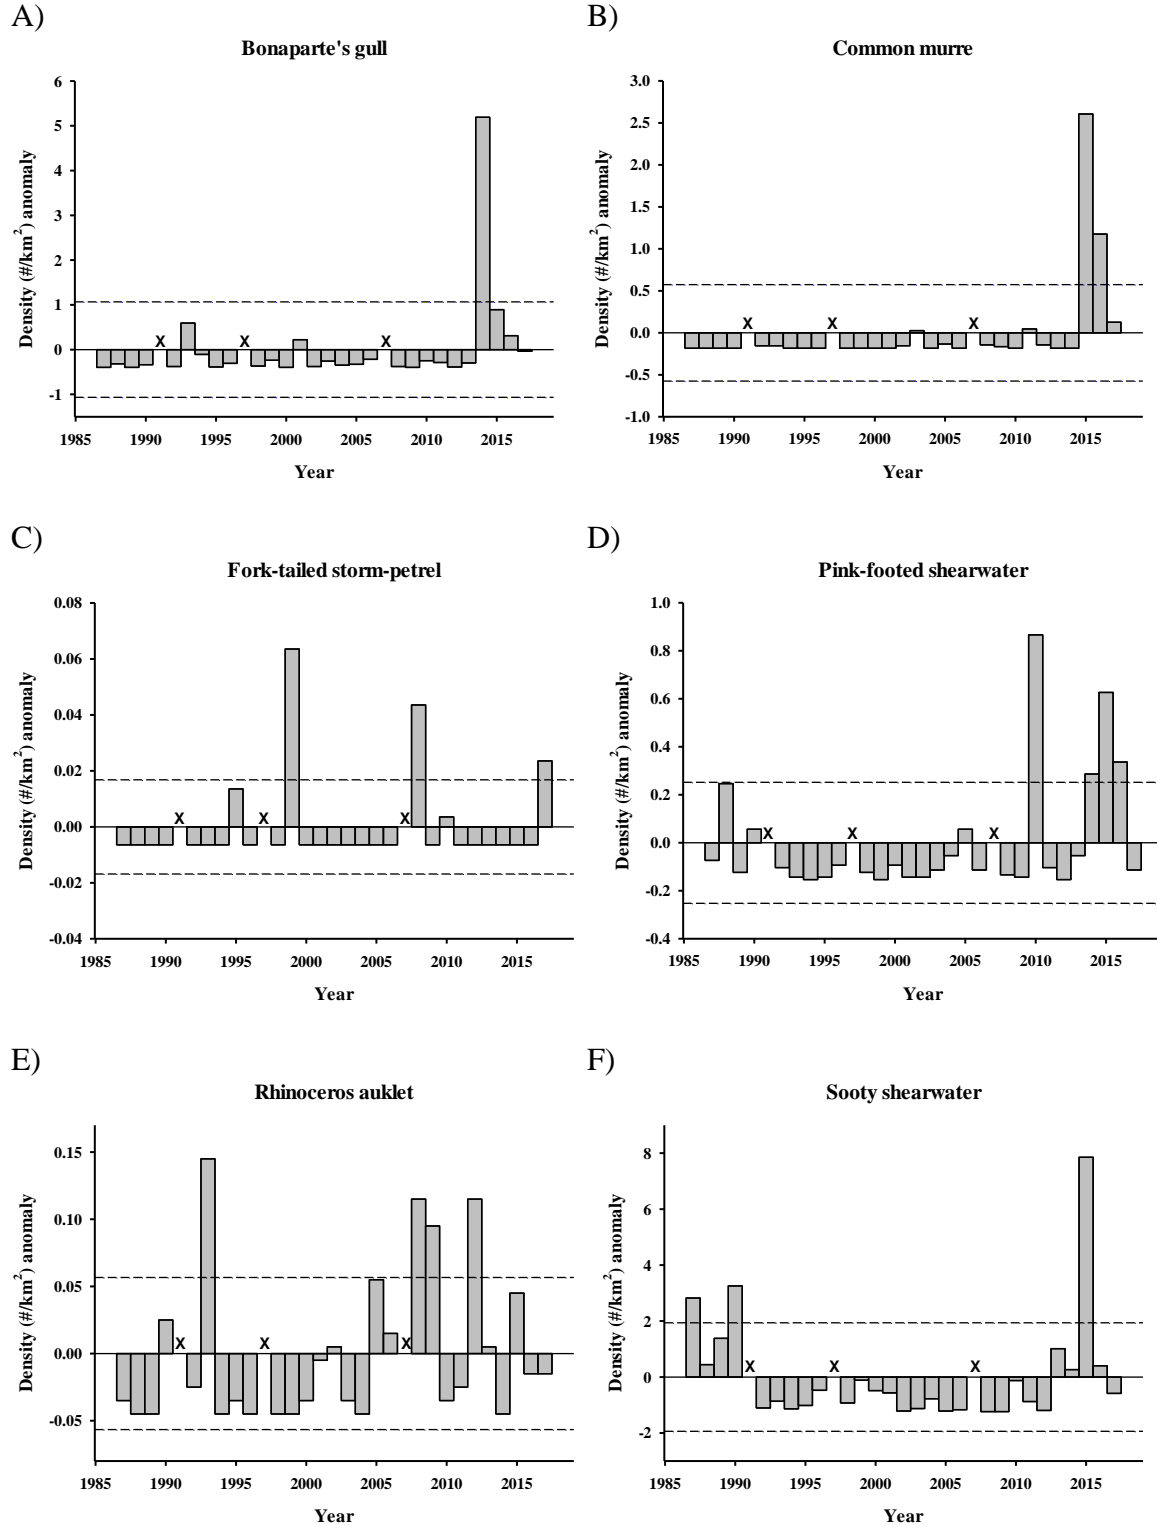 A)
Bonaparte's gull
Density (#/km²) anomaly
6
5
4
3
2
1
0
-1
X X X
1985 1990 1995 2000 2005 2010 2015
Year
B)
Common murre
Density (#/km²) anomaly
3.0
2.5
2.0
1.5
1.0
0.5
0.0
-0.5
-1.0
X X X
1985 1990 1995 2000 2005 2010 2015
Year
C)
Fork-tailed storm-petrel
Density (#/km²) anomaly
0.08
0.06
0.04
0.02
0.00
-0.02
-0.04
X X X
1985 1990 1995 2000 2005 2010 2015
Year
D)
Pink-footed shearwater
Density (#/km²) anomaly
1.0
0.8
0.6
0.4
0.2
0.0
-0.2
-0.4
X X X
1985 1990 1995 2000 2005 2010 2015
Year
E)
Rhinoceros auklet
Density (#/km²) anomaly
0.15
0.10
0.05
0.00
-0.05
X X X
1985 1990 1995 2000 2005 2010 2015
Year
F)
Sooty shearwater
Density (#/km²) anomaly
8
6
4
2
0
-2
X X X
1985 1990 1995 2000 2005 2010 2015
Year